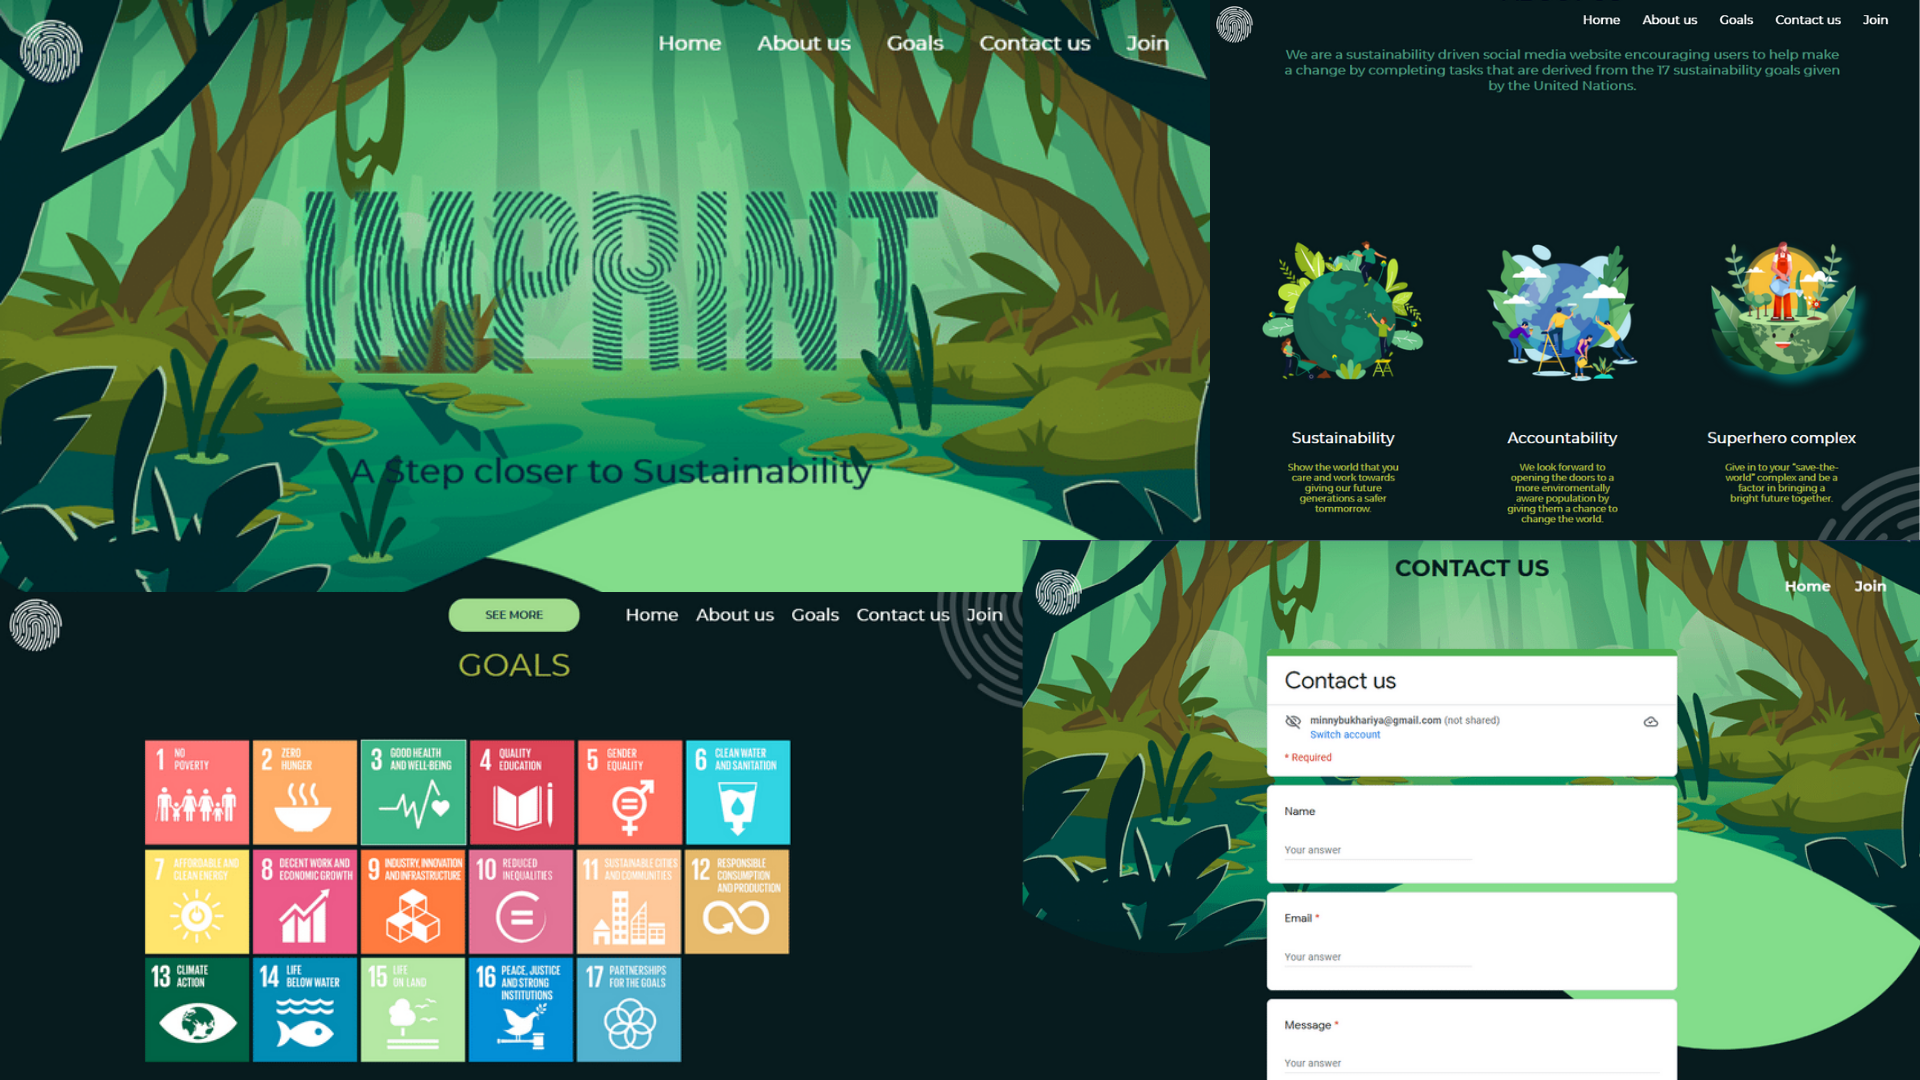 Home About us Goals Contact us Join
IMPRINT
A Step closer to Sustainability
Home About us Goals Contact us Join
We are a sustainability driven social media website encouraging users to help make
a change by completing tasks that are derived from the 17 sustainability goals given
by the United Nations.
Sustainability
Show the world that you
care and work towards
giving our future
generations a safer
tommorrow.
Accountability
We look forward to
opening the doors to a
more enviromentally
aware population by
giving them a chance to
change the world.
Superhero complex
Give in to your "save-the-
world" complex and be a
factor in bringing a
bright future together.
SEE MORE
Home About us Goals Contact us Join
GOALS
1 NO
POVERTY
2 ZERO
HUNGER
3 GOOD HEALTH
AND WELL-BEING
4 QUALITY
EDUCATION
5 GENDER
EQUALITY
6 CLEAN WATER
AND SANITATION
7 AFFORDABLE AND
CLEAN ENERGY
8 DECENT WORK AND
ECONOMIC GROWTH
9 INDUSTRY, INNOVATION
AND INFRASTRUCTURE
10 REDUCED
INEQUALITIES
11 SUSTAINABLE CITIES
AND COMMUNITIES
12 RESPONSIBLE
CONSUMPTION
AND PRODUCTION
13 CLIMATE
ACTION
14 LIFE
BELOW WATER
15 LIFE
ON LAND
16 PEACE, JUSTICE
AND STRONG
INSTITUTIONS
17 PARTNERSHIPS
FOR THE GOALS
CONTACT US
Home Join
Contact us
minnybukhariya@gmail.com (not shared)
Switch account
* Required
Name
Your answer
Email *
Your answer
Message *
Your answer